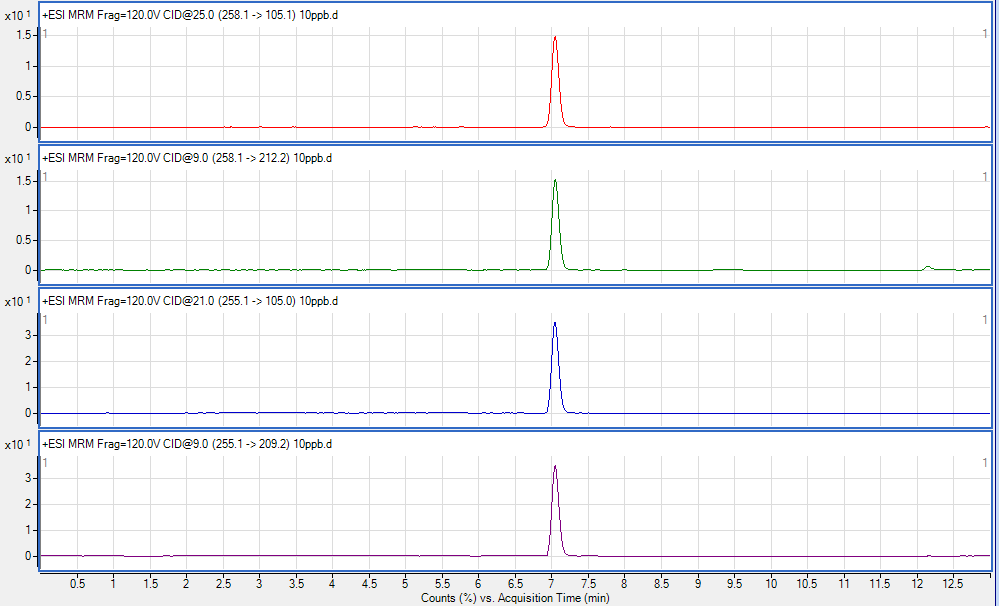 +ESI MRM Frag=120.0V CID@25.0 (258.1 -> 105.1) 10ppb.d
x10 1
1 1
1.5
1
0.5
0
+ESI MRM Frag=120.0V CID@9.0 (258.1 -> 212.2) 10ppb.d
x10 1
1 1
1.5
1
0.5
0
+ESI MRM Frag=120.0V CID@21.0 (255.1 -> 105.0) 10ppb.d
x10 1
1 1
3
2
1
0
+ESI MRM Frag=120.0V CID@9.0 (255.1 -> 209.2) 10ppb.d
x10 1
1 1
3
2
1
0
0.5 1 1.5 2 2.5 3 3.5 4 4.5 5 5.5 6 6.5 7 7.5 8 8.5 9 9.5 10 10.5 11 11.5 12 12.5
Counts (%) vs. Acquisition Time (min)